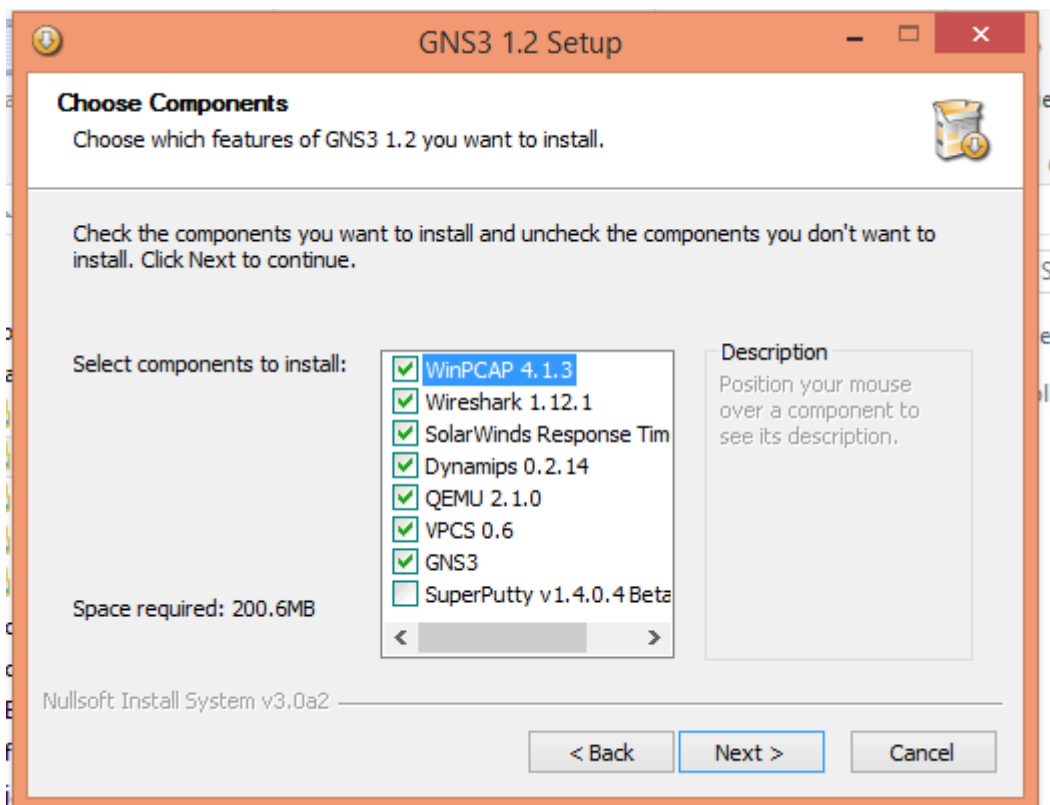 GNS3 1.2 Setup
Choose Components
Choose which features of GNS3 1.2 you want to install.
Check the components you want to install and uncheck the components you don't want to
install. Click Next to continue.
Select components to install:
WinPCAP 4.1.3
Wireshark 1.12.1
SolarWinds Response Tim
Dynamips 0.2.14
QEMU 2.1.0
VPCS 0.6
GNS3
SuperPutty v1.4.0.4 Beta
Description
Position your mouse
over a component to
see its description.
Space required: 200.6MB
Nullsoft Install System v3.0a2
< Back
Next >
Cancel